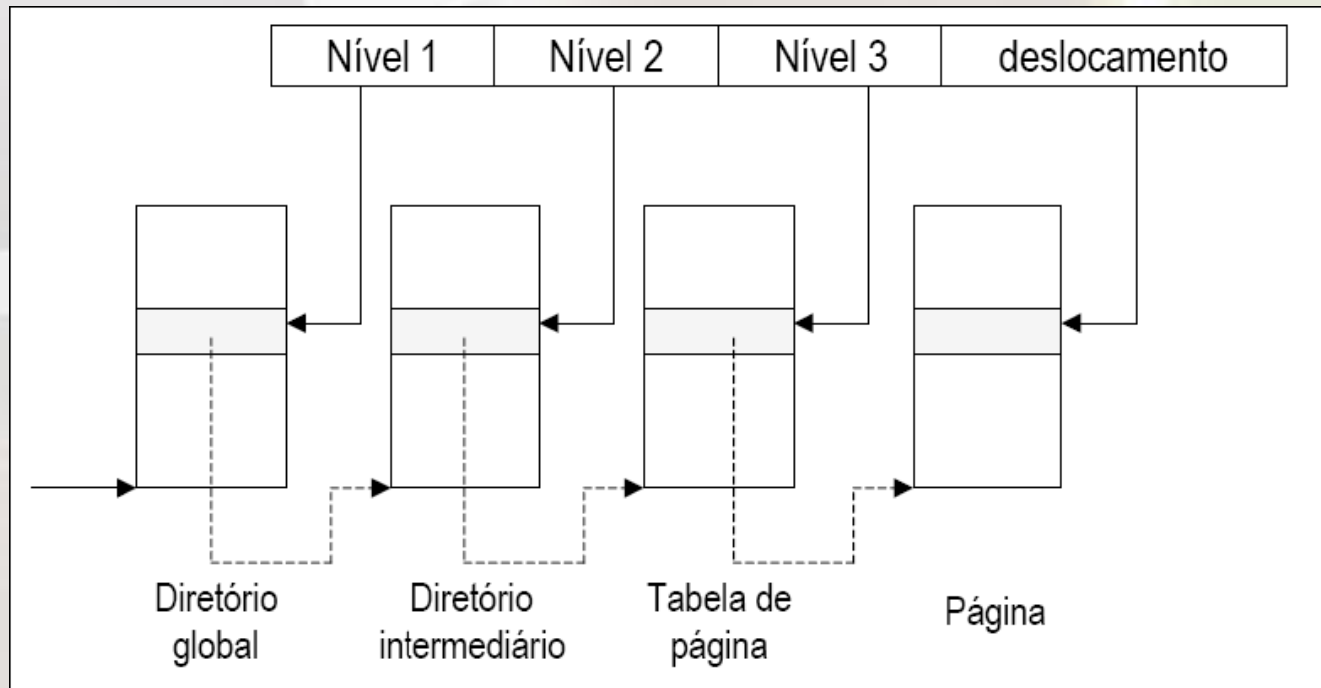 Nível 1 Nível 2 Nível 3 deslocamento
Diretório global
Diretório intermediário
Tabela de página
Página